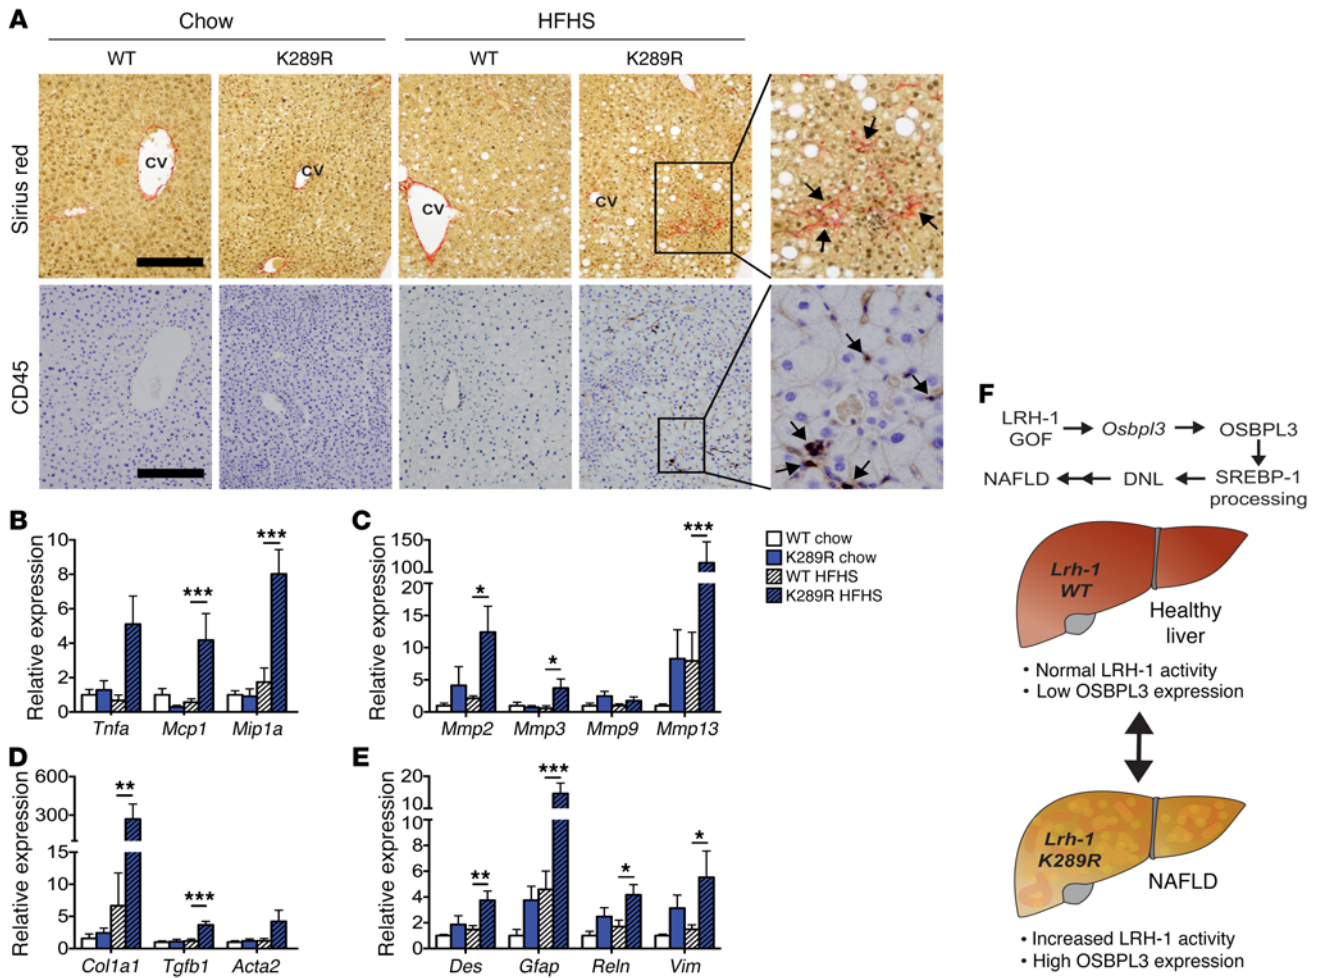 A
Chow
HFHS
WT
K289R
WT
K289R
Sirius red
CV
CV
CV
CV
CD45
B
Relative expression
10
8
6
4
2
0
***
***
Tnfa
Mcp1
Mip1a
C
Relative expression
150
100
20
15
10
5
0
*
*
***
Mmp2
Mmp3
Mmp9
Mmp13
WT chow
K289R chow
WT HFHS
K289R HFHS
D
Relative expression
600
300
15
10
5
0
**
***
Col1a1
Tgfb1
Acta2
E
Relative expression
20
10
10
8
6
4
2
0
**
***
*
*
Des
Gfap
Reln
Vim
F
LRH-1
GOF
Osbpl3
OSBPL3
NAFLD
DNL
SREBP-1
processing
Lrh-1
WT
Healthy
liver
• Normal LRH-1 activity
• Low OSBPL3 expression
Lrh-1
K289R
NAFLD
• Increased LRH-1 activity
• High OSBPL3 expression